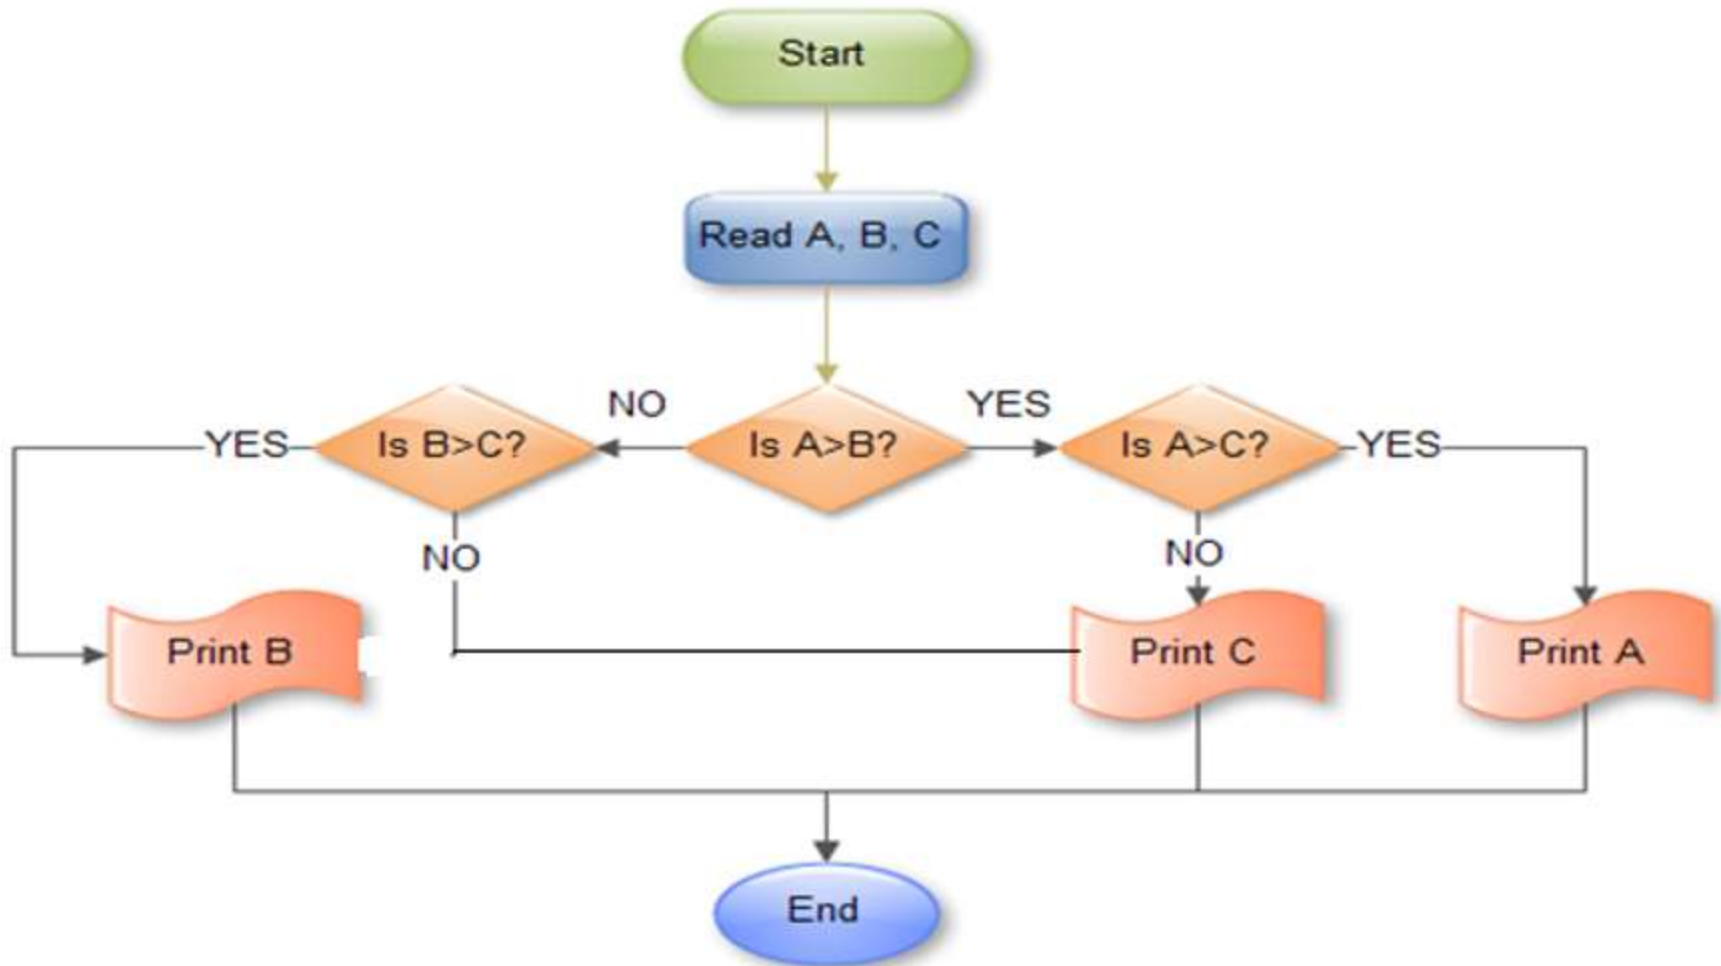 Start
Read A, B, C
NO
YES
YES
Is B>C?
Is A>B?
Is A>C?
YES
NO
NO
Print B
Print C
Print A
End